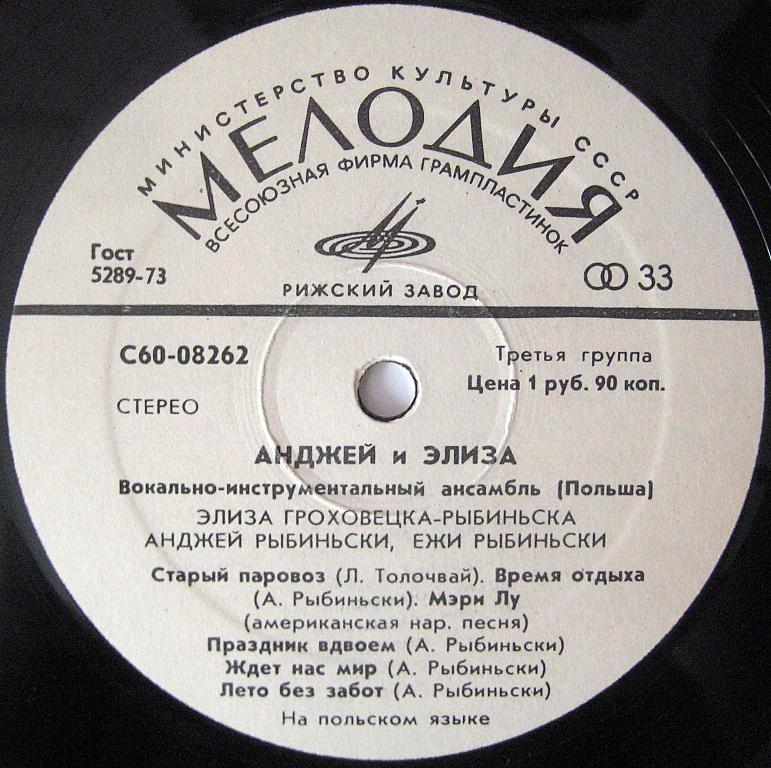 МИНИСТЕРСТВО КУЛЬТУРЫ СССР
МЕЛОДИЯ
ВСЕСОЮЗНАЯ ФИРМА ГРАМПЛАСТИНОК
Гост
5289-73
33
РИЖСКИЙ ЗАВОД
С60-08262
Третья группа
Цена 1 руб. 90 коп.
СТЕРЕО
АНДЖЕЙ и ЭЛИЗА
Вокально-инструментальный ансамбль (Польша)
ЭЛИЗА ГРОХОВЕЦКА-РЫБИНЬСКА
АНДЖЕЙ РЫБИНЬСКИ, ЕЖИ РЫБИНЬСКИ
Старый паровоз (Л. Толочвай). Время отдыха
(А. Рыбиньски). Мэри Лу
(американская нар. песня)
Праздник вдвоем (А. Рыбиньски)
Ждет нас мир (А. Рыбиньски)
Лето без забот (А. Рыбиньски)
На польском языке